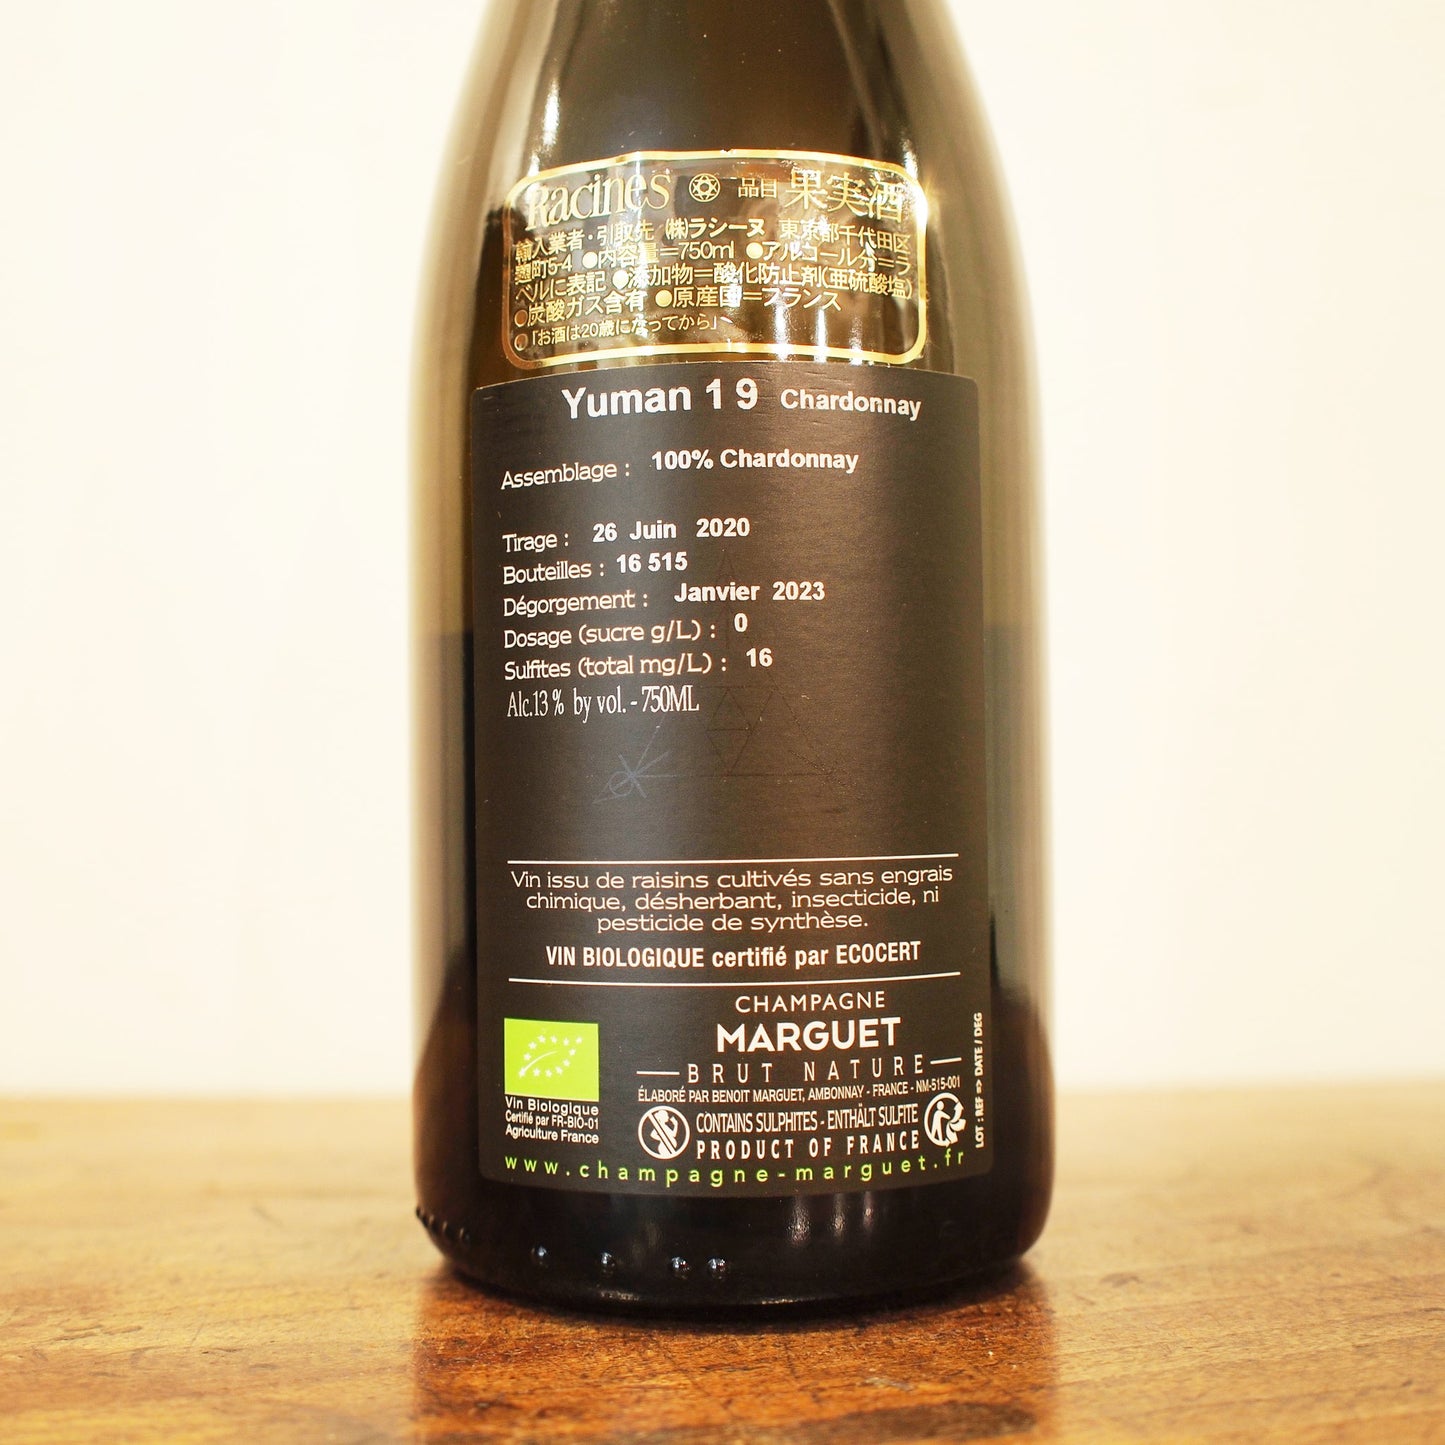 Racines 品目 果実酒
輸入業者・引取先 (株)ラシーヌ 東京都千代田区
麹町5-4 ●内容量=750ml ●アルコール分=ラ
ベルに表記 ●添加物=酸化防止剤(亜硫酸塩)
●炭酸ガス含有 ●原産国=フランス
●「お酒は20歳になってから」
Yuman 1 9 Chardonnay
Assemblage : 100% Chardonnay
Tirage : 26 Juin 2020
Bouteilles : 16 515
Dégorgement : Janvier 2023
Dosage (sucre g/L) : 0
Sulfites (total mg/L) : 16
Alc.13 % by vol. - 750ML
Vin issu de raisins cultivés sans engrais
chimique, désherbant, insecticide, ni
pesticide de synthèse.
VIN BIOLOGIQUE certifié par ECOCERT
CHAMPAGNE
MARGUET
BRUT NATURE
ÉLABORÉ PAR BENOIT MARGUET, AMBONNAY - FRANCE - NM-515-001
CONTAINS SULPHITES - ENTHÄLT SULFITE
PRODUCT OF FRANCE
Vin Biologique
Certifié par FR-BIO-01
Agriculture France
www.champagne-marguet.fr
LOT : REF => DATE / DEG